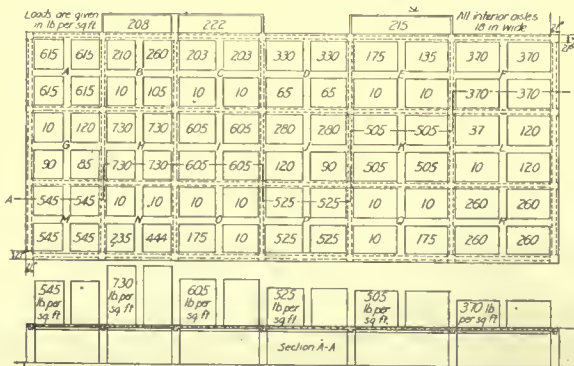 Loads are given
in lb per sq ft
208
222
215
All interior aisles
18 in wide
615 615 210 260 203 203 330 330 175 135 370 370
A B C D E F
615 615 10 105 10 10 65 65 10 10 370 370
10 120 730 730 605 605 280 280 505 505 37 120
G H I J K L
90 85 730 730 605 605 120 90 505 505 10 120
A
545 545 10 10 10 10 525 525 10 10 260 260
M N O P Q R
545 545 235 444 175 10 525 525 10 175 260 260
545
lb per
sq ft
730
lb per
sq ft
605
lb per
sq ft
525
lb per
sq ft
505
lb per
sq ft
370 lb
per sq ft
Section A-A